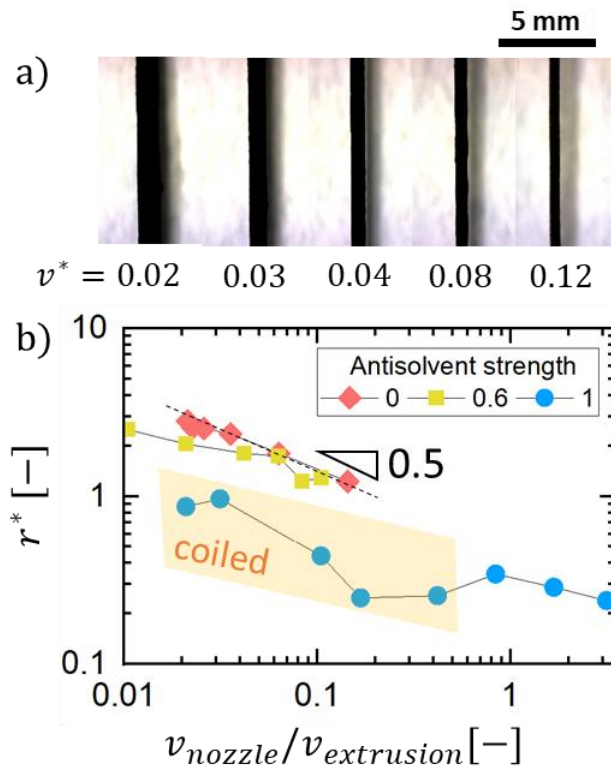 5 mm
a)
v* = 0.02 0.03 0.04 0.08 0.12
b)
10
Antisolvent strength
0 0.6 1
0.5
1
r* [−]
coiled
0.1
0.01 0.1 1
v_nozzle/v_extrusion[−]